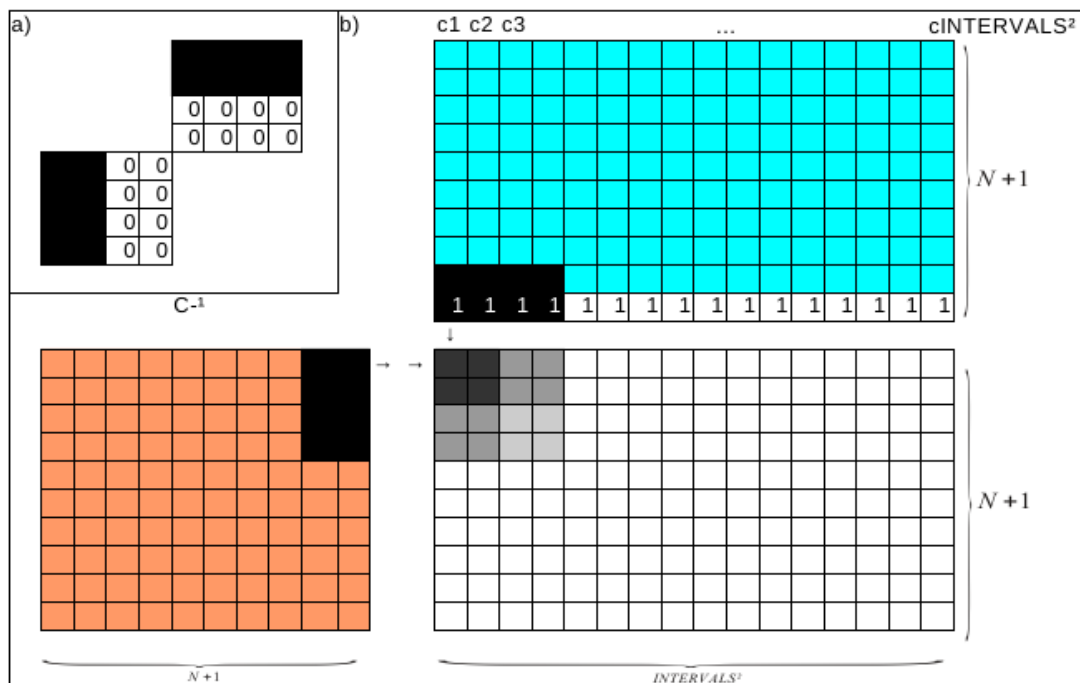 a)
0 0 0 0
0 0 0 0
0 0
0 0
0 0
0 0
C-¹
b)
c1 c2 c3 ... cINTERVALS²
1 1 1 1 1 1 1 1 1 1 1 1 1 1 1 1
N+1
↓
→ →
N+1
N+1
INTERVALS²